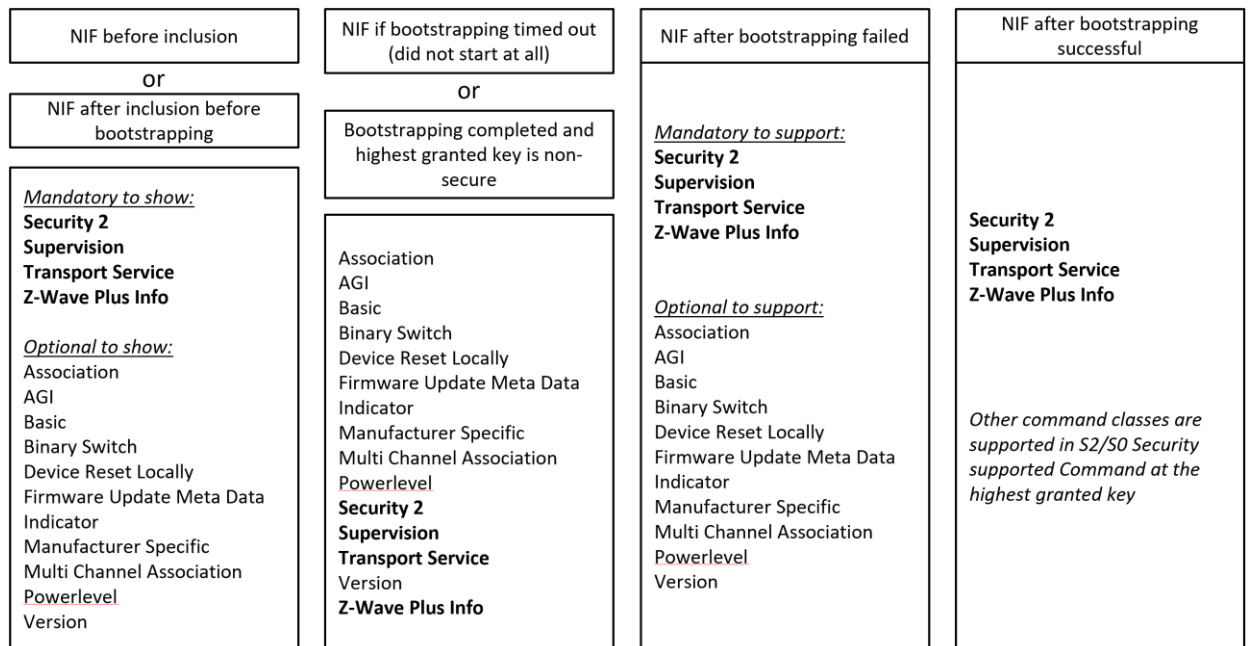 NIF before inclusion
or
NIF after inclusion before
bootstrapping
Mandatory to show:
Security 2
Supervision
Transport Service
Z-Wave Plus Info
Optional to show:
Association
AGI
Basic
Binary Switch
Device Reset Locally
Firmware Update Meta Data
Indicator
Manufacturer Specific
Multi Channel Association
Powerlevel
Version
NIF if bootstrapping timed out
(did not start at all)
or
Bootstrapping completed and
highest granted key is non-
secure
Association
AGI
Basic
Binary Switch
Device Reset Locally
Firmware Update Meta Data
Indicator
Manufacturer Specific
Multi Channel Association
Powerlevel
Security 2
Supervision
Transport Service
Version
Z-Wave Plus Info
NIF after bootstrapping failed
Mandatory to support:
Security 2
Supervision
Transport Service
Z-Wave Plus Info
Optional to support:
Association
AGI
Basic
Binary Switch
Device Reset Locally
Firmware Update Meta Data
Indicator
Manufacturer Specific
Multi Channel Association
Powerlevel
Version
NIF after bootstrapping
successful
Security 2
Supervision
Transport Service
Z-Wave Plus Info
Other command classes are
supported in S2/S0 Security
supported Command at the
highest granted key